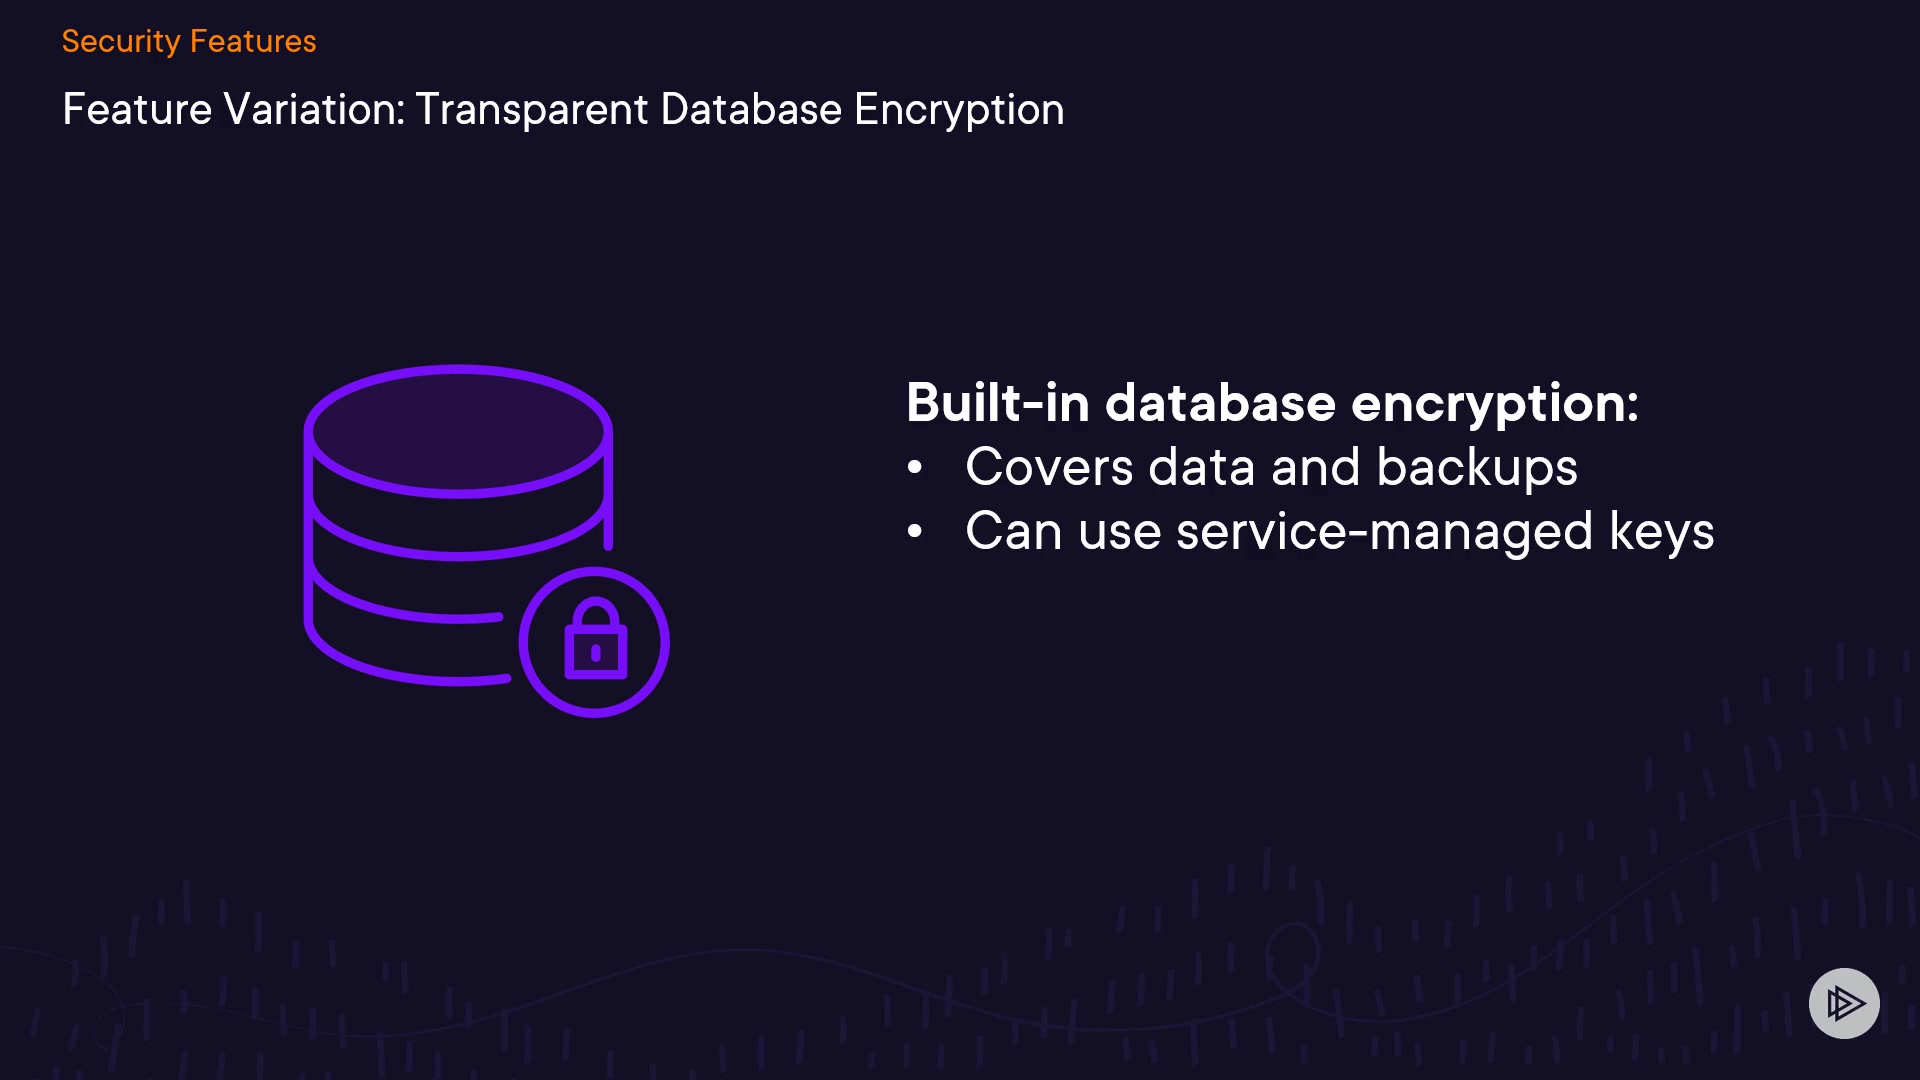 Security Features
Feature Variation: Transparent Database Encryption
Built-in database encryption:
• Covers data and backups
• Can use service-managed keys